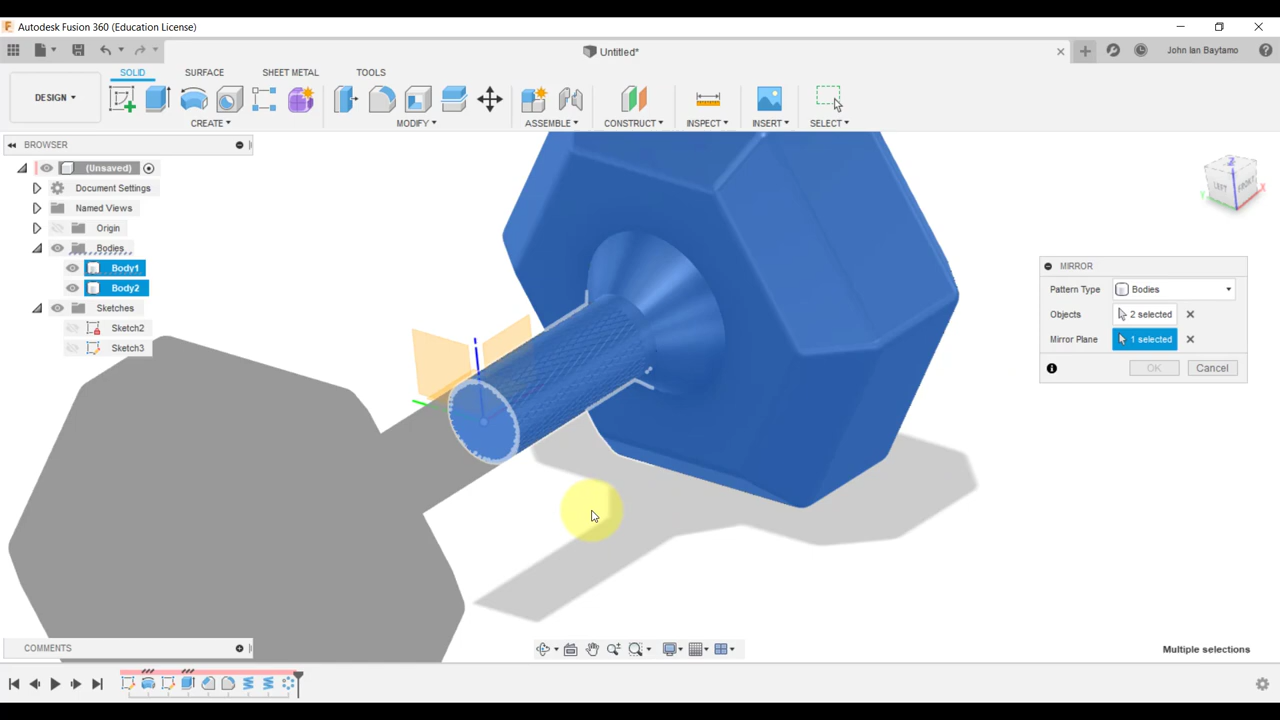 Autodesk Fusion 360 (Education License)
Untitled*
John Ian Baytamo
DESIGN
SOLID
SURFACE
SHEET METAL
TOOLS
CREATE
MODIFY
ASSEMBLE
CONSTRUCT
INSPECT
INSERT
SELECT
BROWSER
(Unsaved)
Document Settings
Named Views
Origin
Bodies
Body1
Body2
Sketches
Sketch2
Sketch3
Z
LEFT
FRONT
X
Y
MIRROR
Pattern Type
Bodies
Objects
2 selected
Mirror Plane
1 selected
OK
Cancel
COMMENTS
Multiple selections